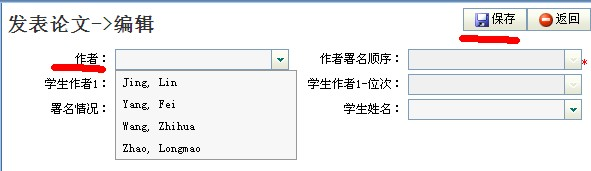 发表论文->编辑
保存
返回
作者：
作者署名顺序：
*
学生作者1：
Jing, Lin
学生作者1-位次：
署名情况：
Yang, Fei
学生姓名：
Wang, Zhihua
Zhao, Longmao